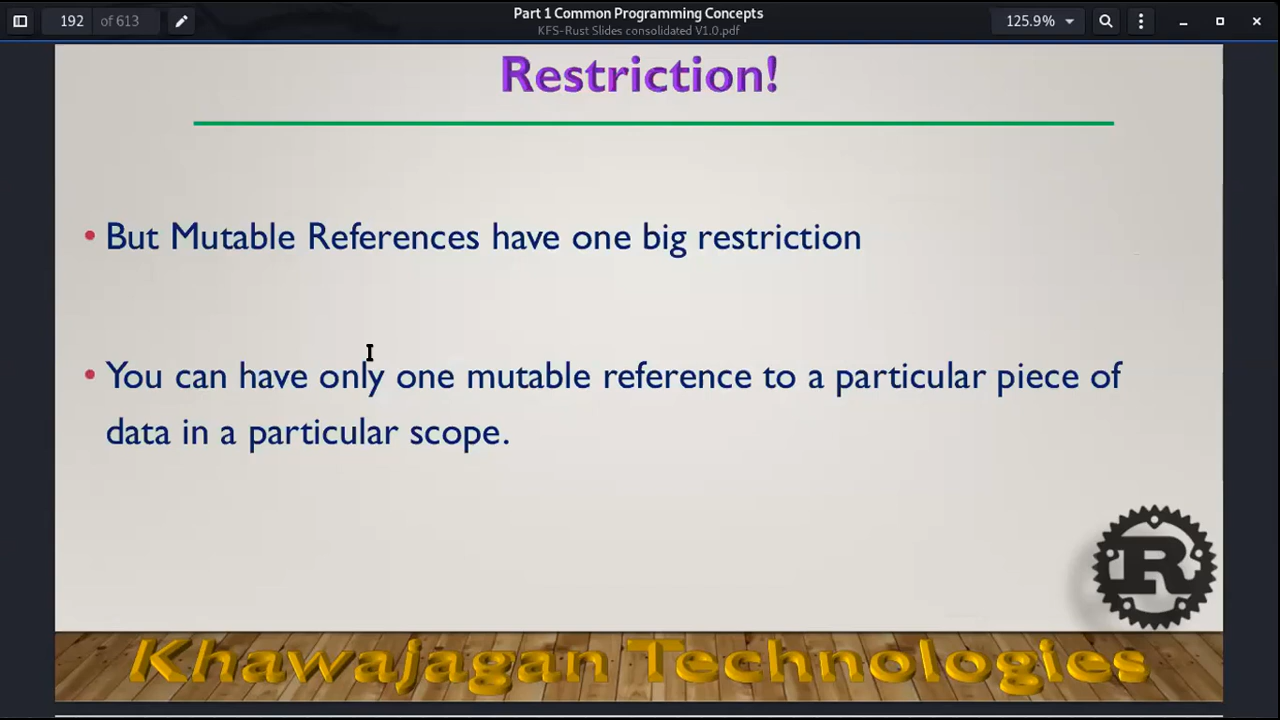 192 of 613
Part 1 Common Programming Concepts
KFS-Rust Slides consolidated V1.0.pdf
125.9%
Restriction!
• But Mutable References have one big restriction
• You can have only one mutable reference to a particular piece of
data in a particular scope.
R
Khawajagan Technologies